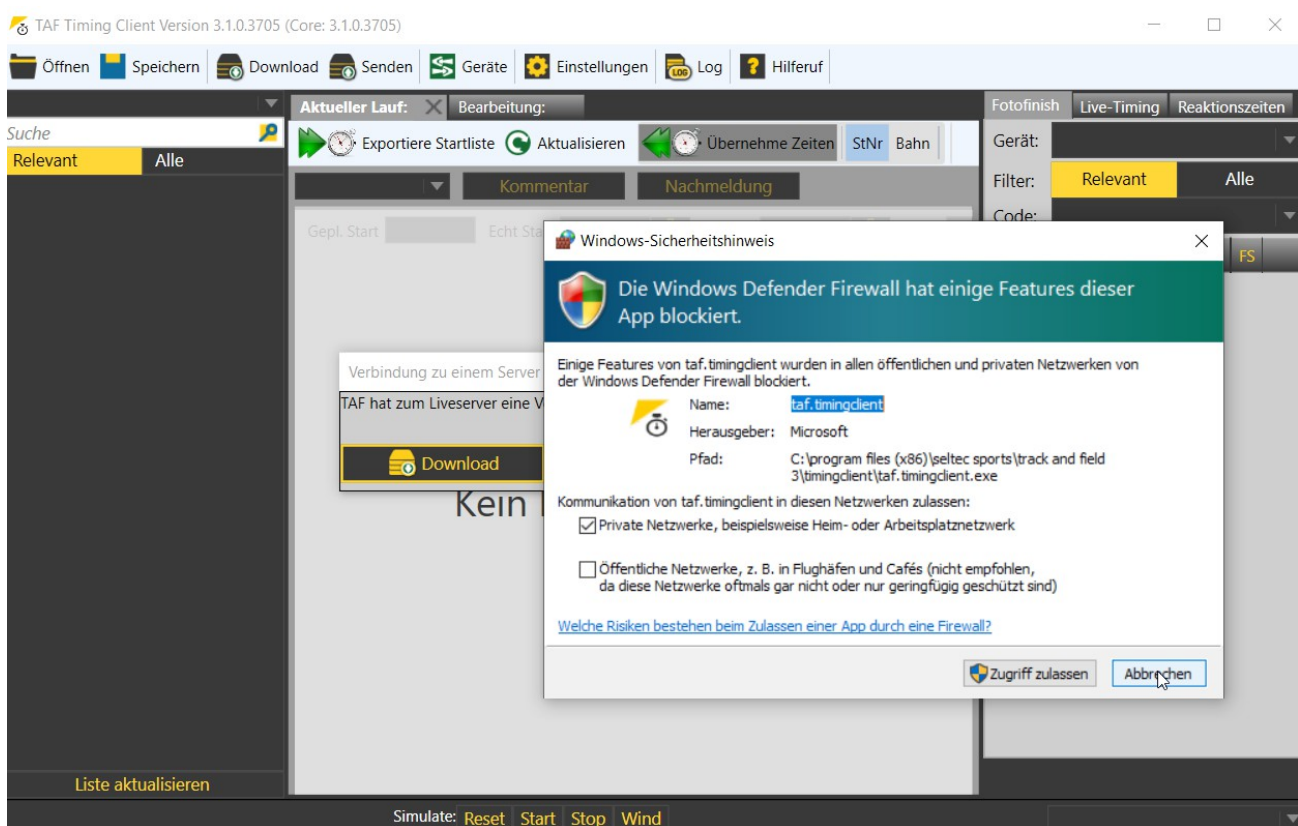 TAF Timing Client Version 3.1.0.3705 (Core: 3.1.0.3705)
Öffnen Speichern Download Senden Geräte Einstellungen LOG Log ? Hilferuf
Aktueller Lauf: Bearbeitung:
Fotofinish Live-Timing Reaktionszeiten
Suche
Relevant Alle
Exportiere Startliste Aktualisieren Übernehme Zeiten StNr Bahn
Gerät:
Kommentar Nachmeldung
Filter: Relevant Alle
Code:
Gepl. Start Echt Sta
FS
Windows-Sicherheitshinweis
Die Windows Defender Firewall hat einige Features dieser
App blockiert.
Einige Features von taf.timingclient wurden in allen öffentlichen und privaten Netzwerken von
der Windows Defender Firewall blockiert.
Name: taf.timingclient
Herausgeber: Microsoft
Pfad: C:\program files (x86)\seltec sports\track and field
3\timingclient\taf.timingclient.exe
Kommunikation von taf.timingclient in diesen Netzwerken zulassen:
Private Netzwerke, beispielsweise Heim- oder Arbeitsplatznetzwerk
Öffentliche Netzwerke, z. B. in Flughäfen und Cafés (nicht empfohlen,
da diese Netzwerke oftmals gar nicht oder nur geringfügig geschützt sind)
Welche Risiken bestehen beim Zulassen einer App durch eine Firewall?
Zugriff zulassen Abbrechen
Verbindung zu einem Server
TAF hat zum Liveserver eine V
Download
Kein
Liste aktualisieren
Simulate: Reset Start Stop Wind